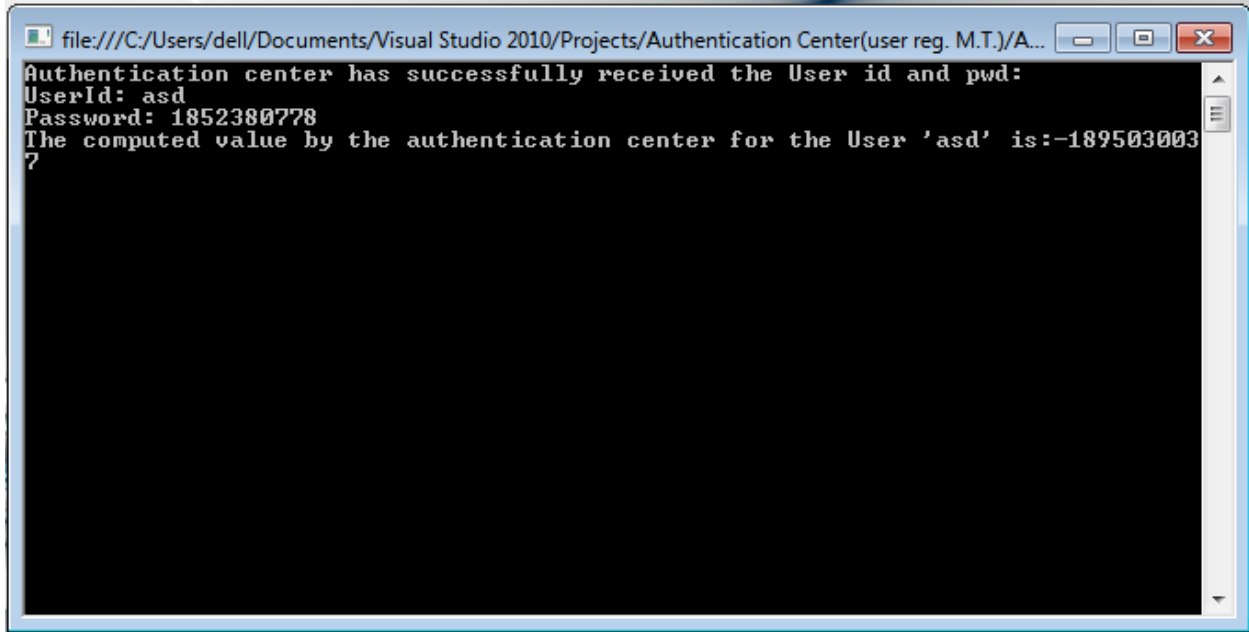 file:///C:/Users/dell/Documents/Visual Studio 2010/Projects/Authentication Center(user reg. M.T.)/A...
Authentication center has successfully received the User id and pwd:
UserId: asd
Password: 1852380778
The computed value by the authentication center for the User 'asd' is:-189503003
7